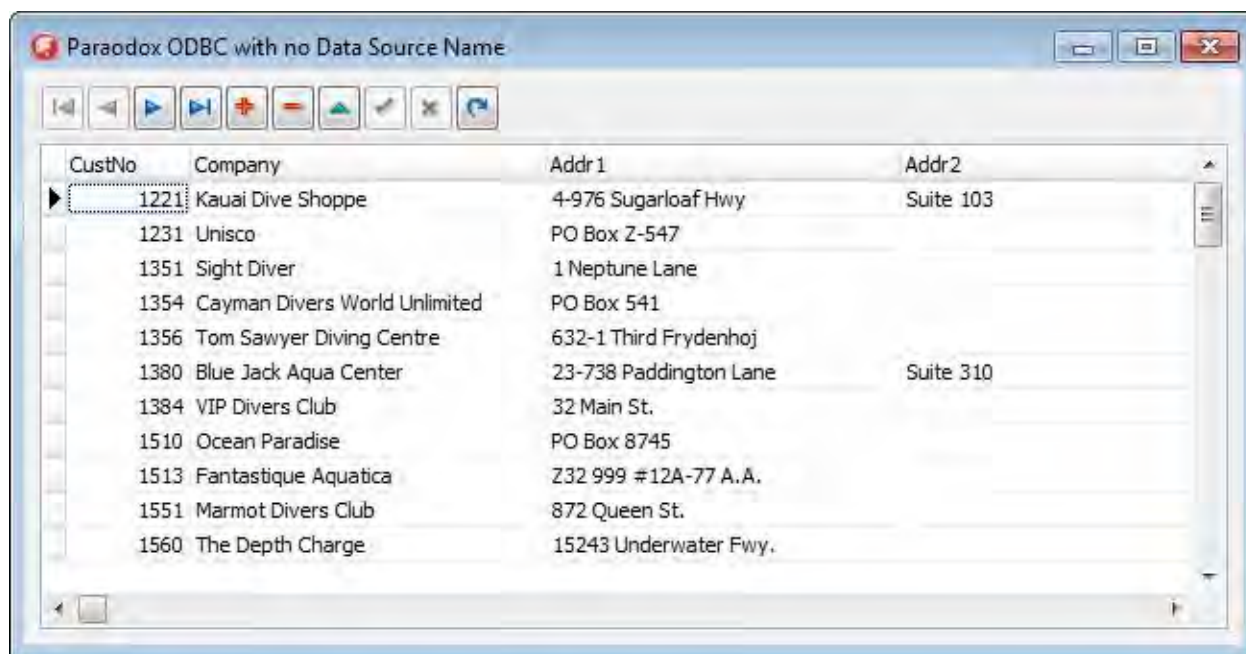 Paraodox ODBC with no Data Source Name
CustNo Company Addr1 Addr2
1221 Kauai Dive Shoppe 4-976 Sugarloaf Hwy Suite 103
1231 Unisco PO Box Z-547
1351 Sight Diver 1 Neptune Lane
1354 Cayman Divers World Unlimited PO Box 541
1356 Tom Sawyer Diving Centre 632-1 Third Frydenhoj
1380 Blue Jack Aqua Center 23-738 Paddington Lane Suite 310
1384 VIP Divers Club 32 Main St.
1510 Ocean Paradise PO Box 8745
1513 Fantastique Aquatica Z32 999 #12A-77 A.A.
1551 Marmot Divers Club 872 Queen St.
1560 The Depth Charge 15243 Underwater Fwy.